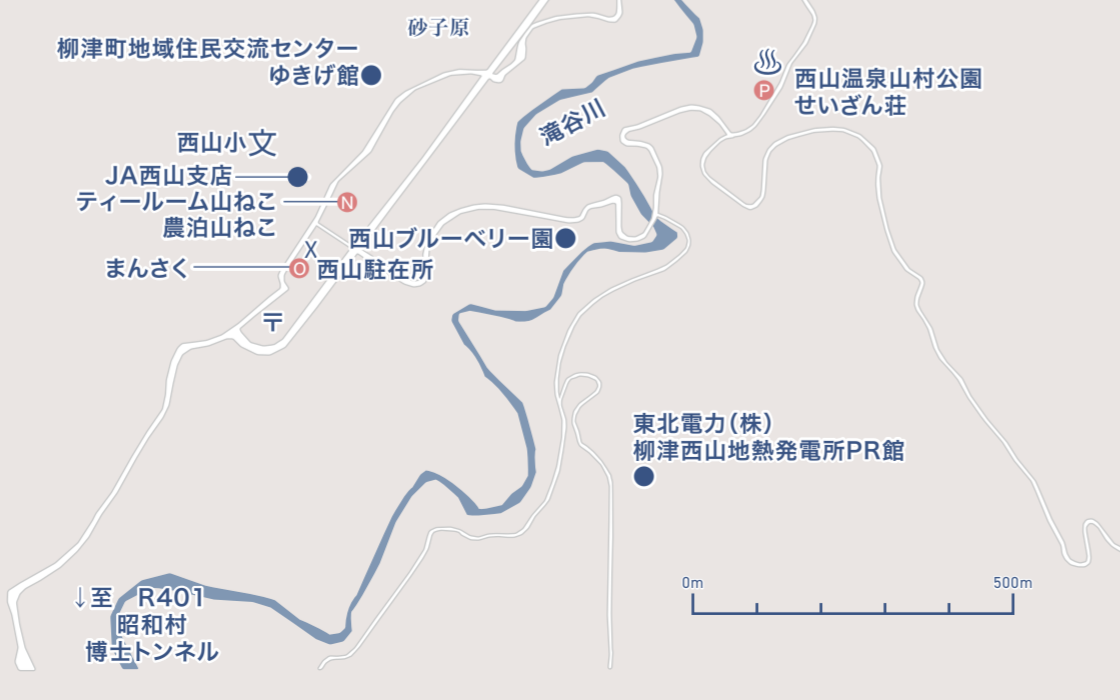 砂子原
柳津町地域住民交流センター
ゆきげ館
P
西山温泉山村公園
せいざん荘
滝谷川
西山小文
JA西山支店
ティールーム山ねこ
N
農泊山ねこ
西山ブルーベリー園
X
まんさく
O
西山駐在所
〒
東北電力(株)
柳津西山地熱発電所PR館
0m
500m
↓至 R401
昭和村
博士トンネル